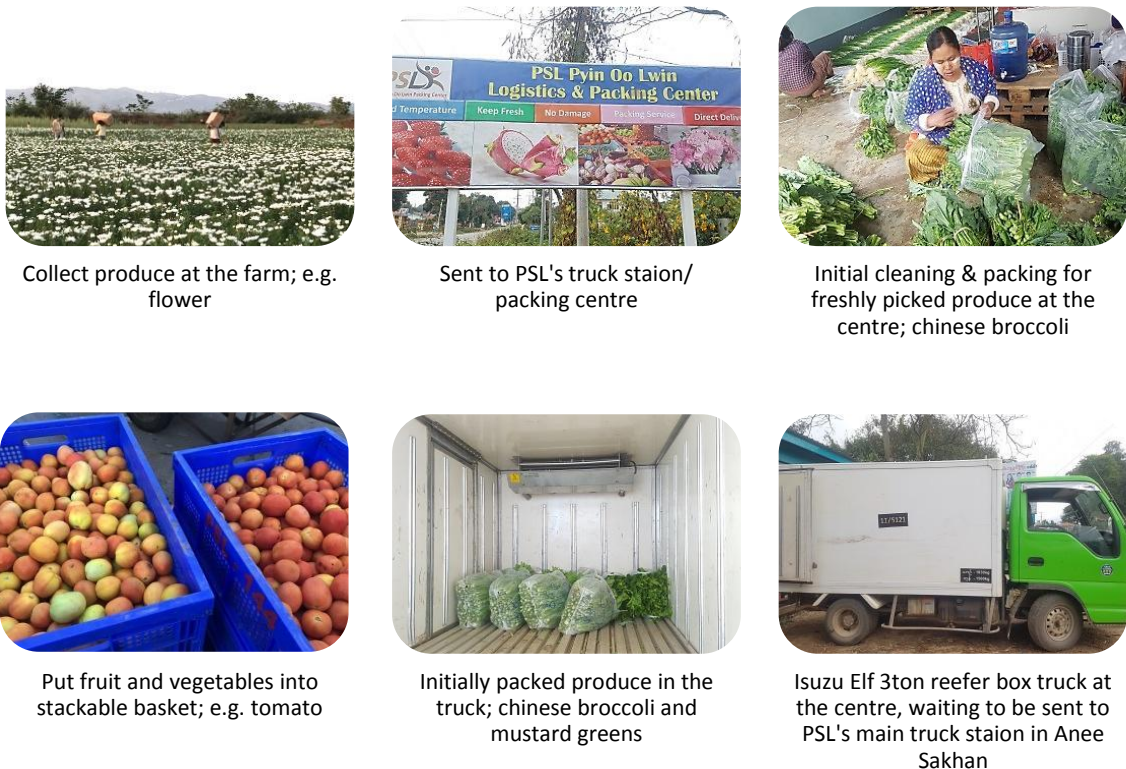 PSL
PSL Pyin Oo Lwin
Logistics & Packing Center
d Temperature
Keep Fresh
No Damage
Packing Service
Direct Delive
Collect produce at the farm; e.g.
flower
Sent to PSL's truck staion/
packing centre
Initial cleaning & packing for
freshly picked produce at the
centre; chinese broccoli
Put fruit and vegetables into
stackable basket; e.g. tomato
Initially packed produce in the
truck; chinese broccoli and
mustard greens
Isuzu Elf 3ton reefer box truck at
the centre, waiting to be sent to
PSL's main truck staion in Anee
Sakhan